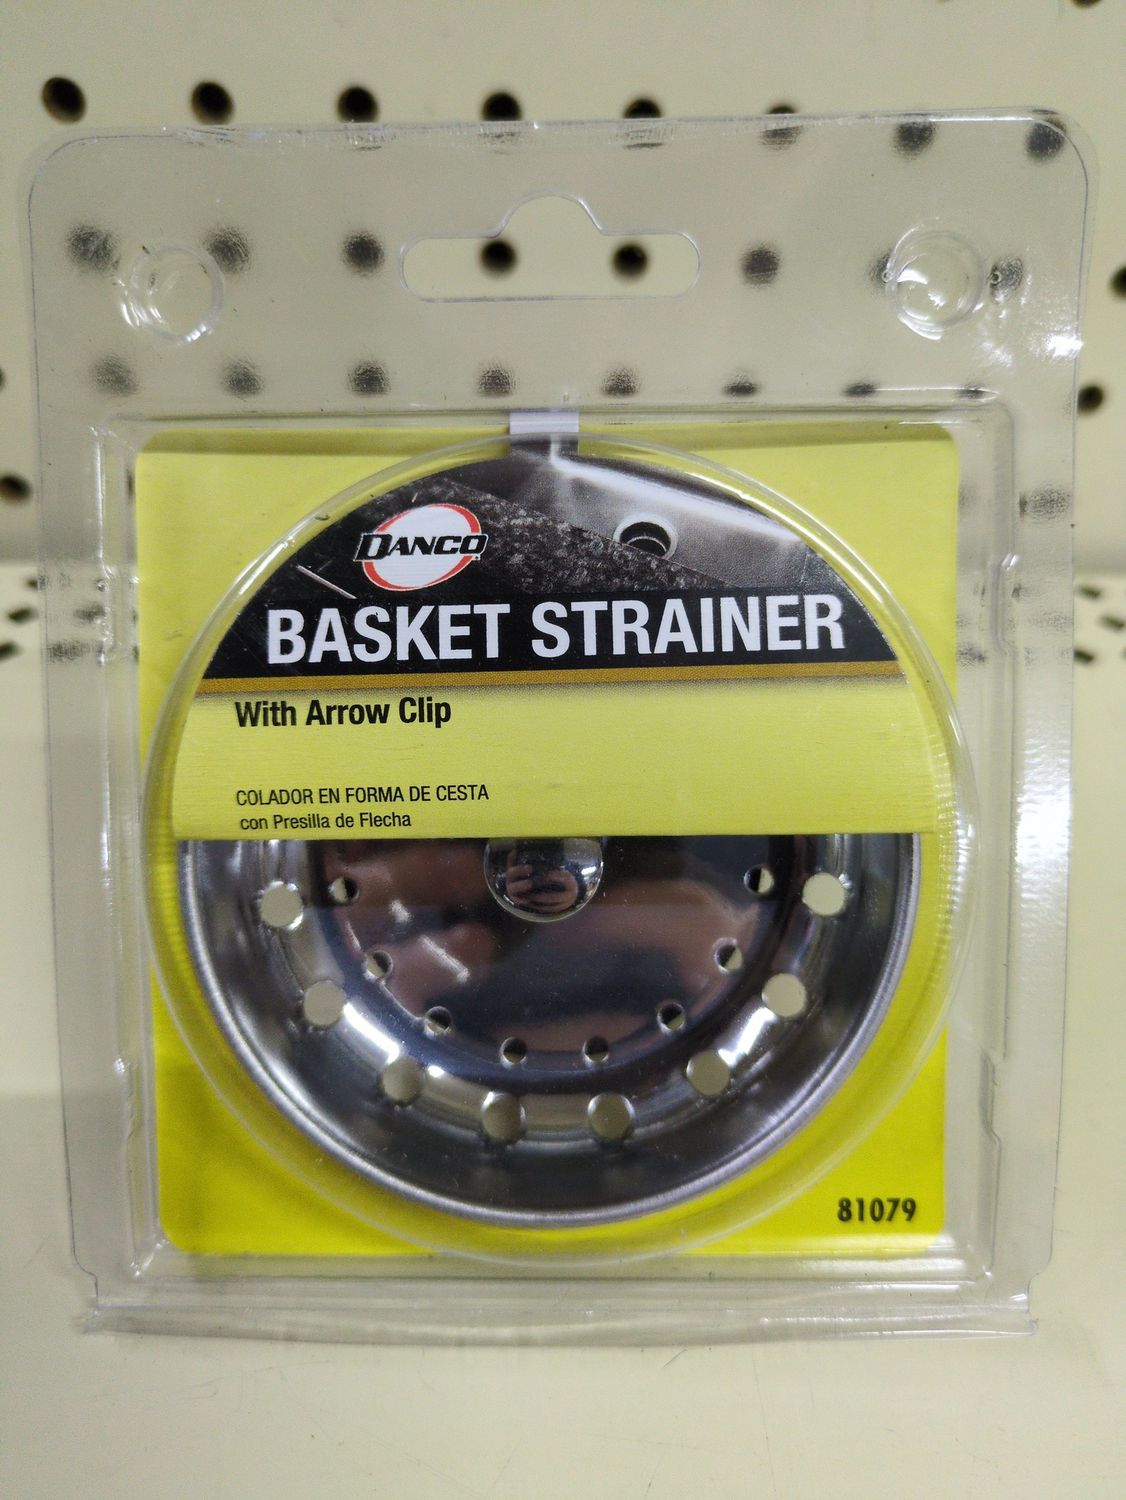 DANCO
BASKET STRAINER
With Arrow Clip
COLADOR EN FORMA DE CESTA
con Presilla de Flecha
81079